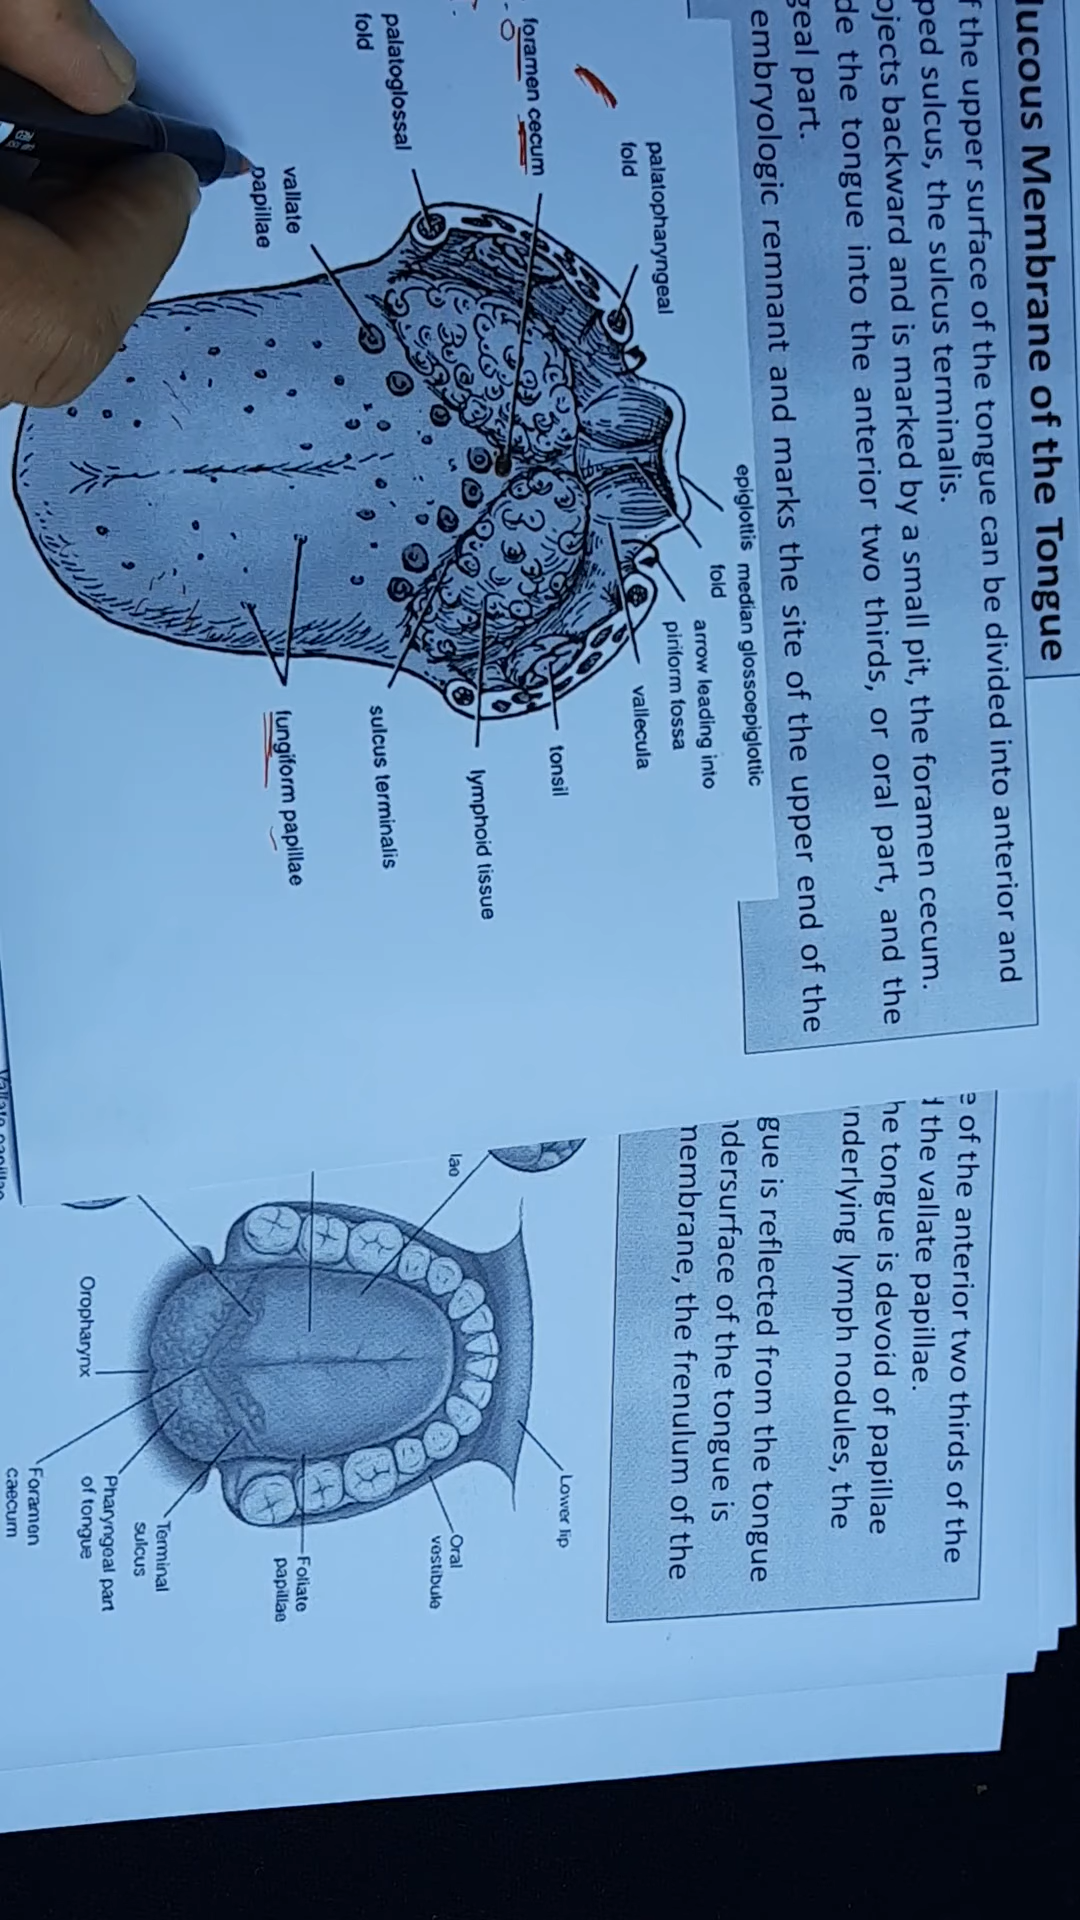 lucous Membrane of the Tongue
f the upper surface of the tongue can be divided into anterior and
ped sulcus, the sulcus terminalis.
ojects backward and is marked by a small pit, the foramen cecum.
de the tongue into the anterior two thirds, or oral part, and the
geal part.
embryologic remnant and marks the site of the upper end of the
palatopharyngeal
fold
epiglottis median glossoepiglottic
fold
arrow leading into
piriform fossa
vallecula
foramen cecum
tonsil
lymphoid tissue
palatoglossal
fold
sulcus terminalis
vallate
papillae
fungiform papillae
e of the anterior two thirds of the
d the vallate papillae.
he tongue is devoid of papillae
nderlying lymph nodules, the
gue is reflected from the tongue
ndersurface of the tongue is
nembrane, the frenulum of the
lae
Lower lip
Oral
vestibule
Foliate
papillae
Terminal
sulcus
Pharyngeal part
of tongue
Foramen
caecum
Oropharynx